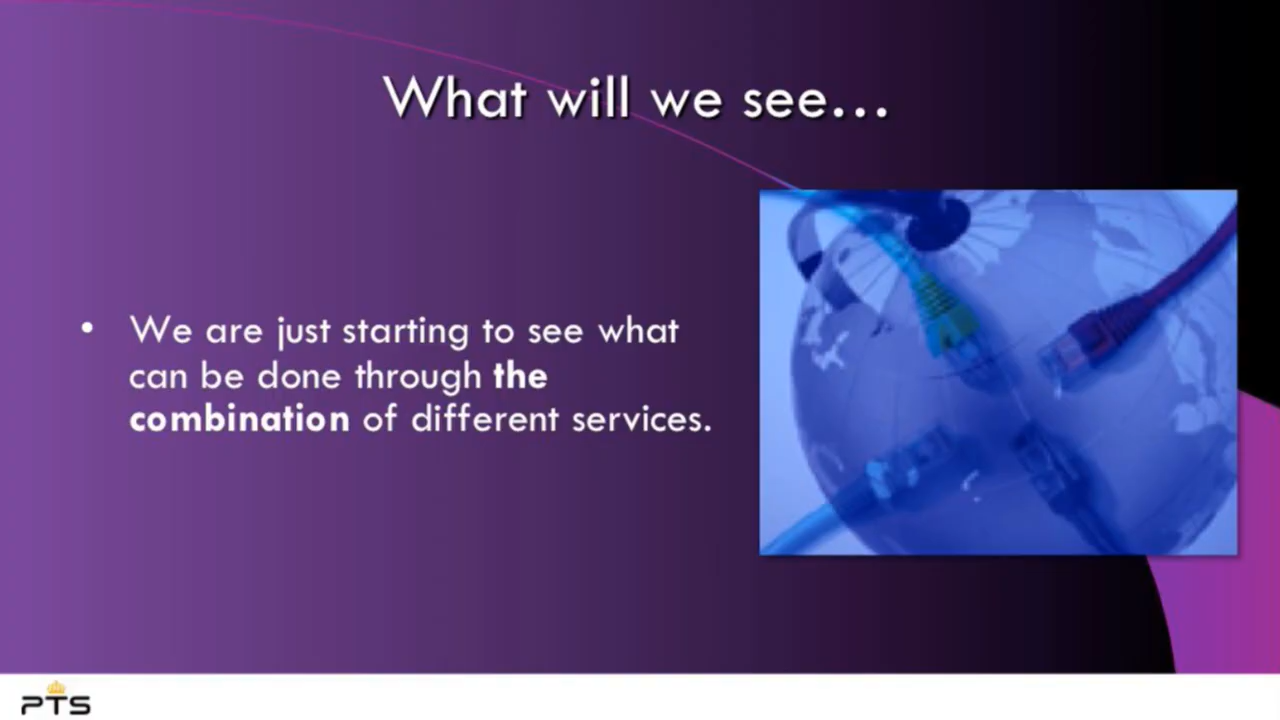 What will we see…
• We are just starting to see what
can be done through the
combination of different services.
PTS